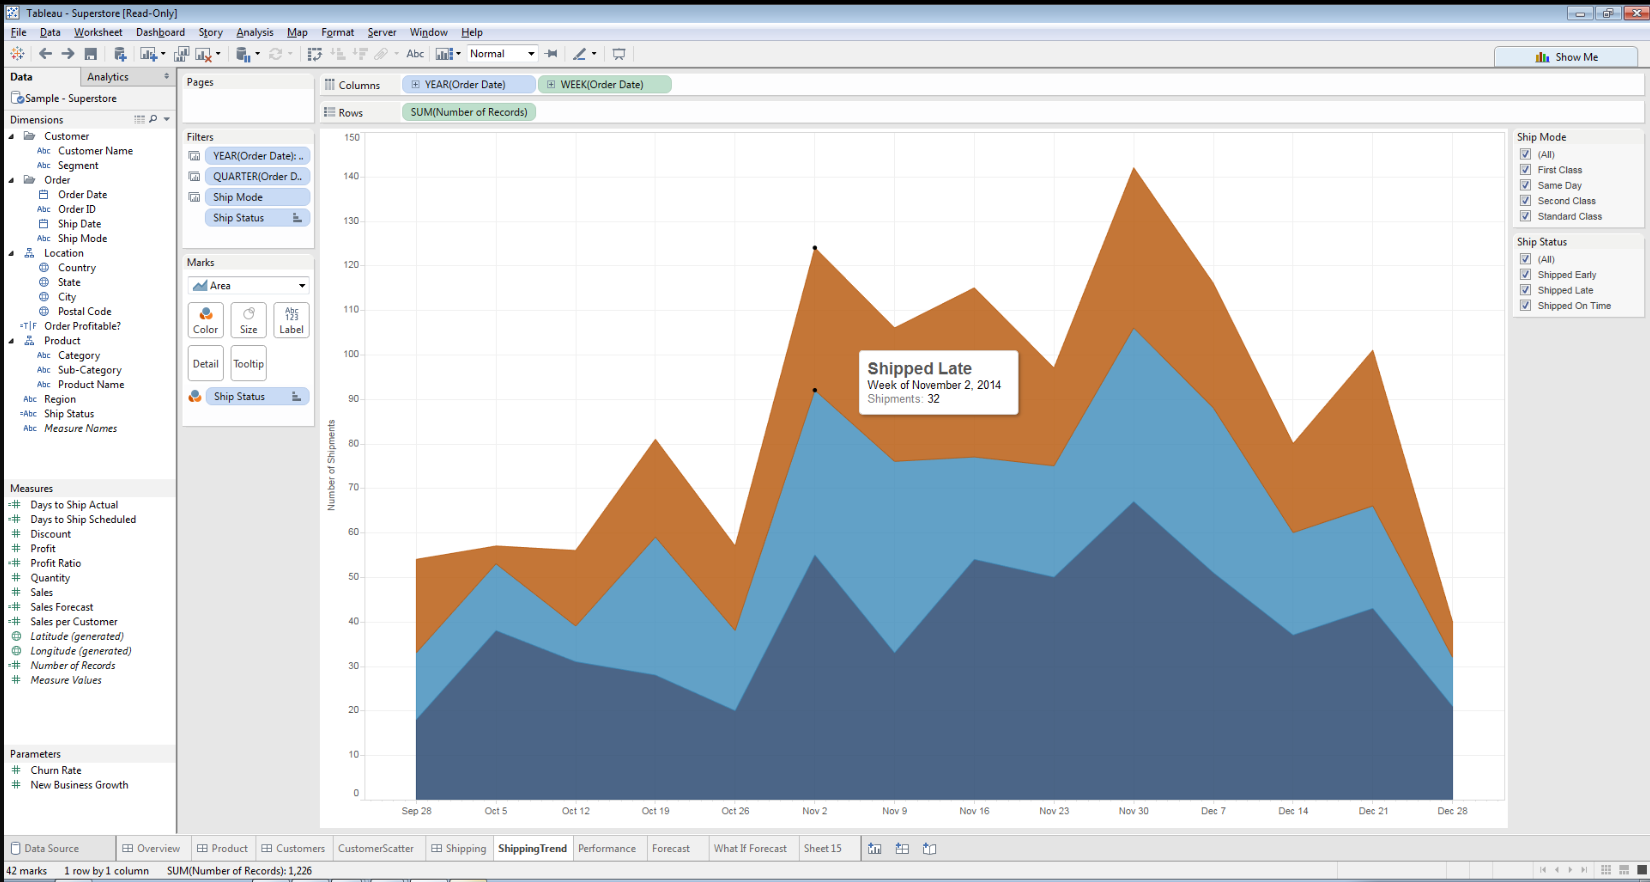 Tableau - Superstore [Read-Only]
File Data Worksheet Dashboard Story Analysis Map Format Server Window Help
Abc Normal Show Me
Data Analytics
Sample - Superstore
Dimensions
Customer
Abc Customer Name
Abc Segment
Order
Order Date
Abc Order ID
Ship Date
Abc Ship Mode
Location
Country
State
City
Postal Code
=T|F Order Profitable?
Product
Abc Category
Abc Sub-Category
Abc Product Name
Abc Region
=Abc Ship Status
Abc Measure Names
Measures
=# Days to Ship Actual
=# Days to Ship Scheduled
# Discount
# Profit
=# Profit Ratio
# Quantity
# Sales
=# Sales Forecast
=# Sales per Customer
Latitude (generated)
Longitude (generated)
=# Number of Records
# Measure Values
Parameters
# Churn Rate
# New Business Growth
Pages
Filters
YEAR(Order Date): ..
QUARTER(Order D..
Ship Mode
Ship Status
Marks
Area
Color Size Abc 123 Label
Detail Tooltip
Ship Status
Columns YEAR(Order Date) WEEK(Order Date)
Rows SUM(Number of Records)
150
140
130
120
110
100
90
80
70
60
50
40
30
20
10
0
Number of Shipments
Shipped Late
Week of November 2, 2014
Shipments: 32
Sep 28 Oct 5 Oct 12 Oct 19 Oct 26 Nov 2 Nov 9 Nov 16 Nov 23 Nov 30 Dec 7 Dec 14 Dec 21 Dec 28
Ship Mode
(All)
First Class
Same Day
Second Class
Standard Class
Ship Status
(All)
Shipped Early
Shipped Late
Shipped On Time
Data Source Overview Product Customers CustomerScatter Shipping ShippingTrend Performance Forecast What If Forecast Sheet 15
42 marks 1 row by 1 column SUM(Number of Records): 1,226